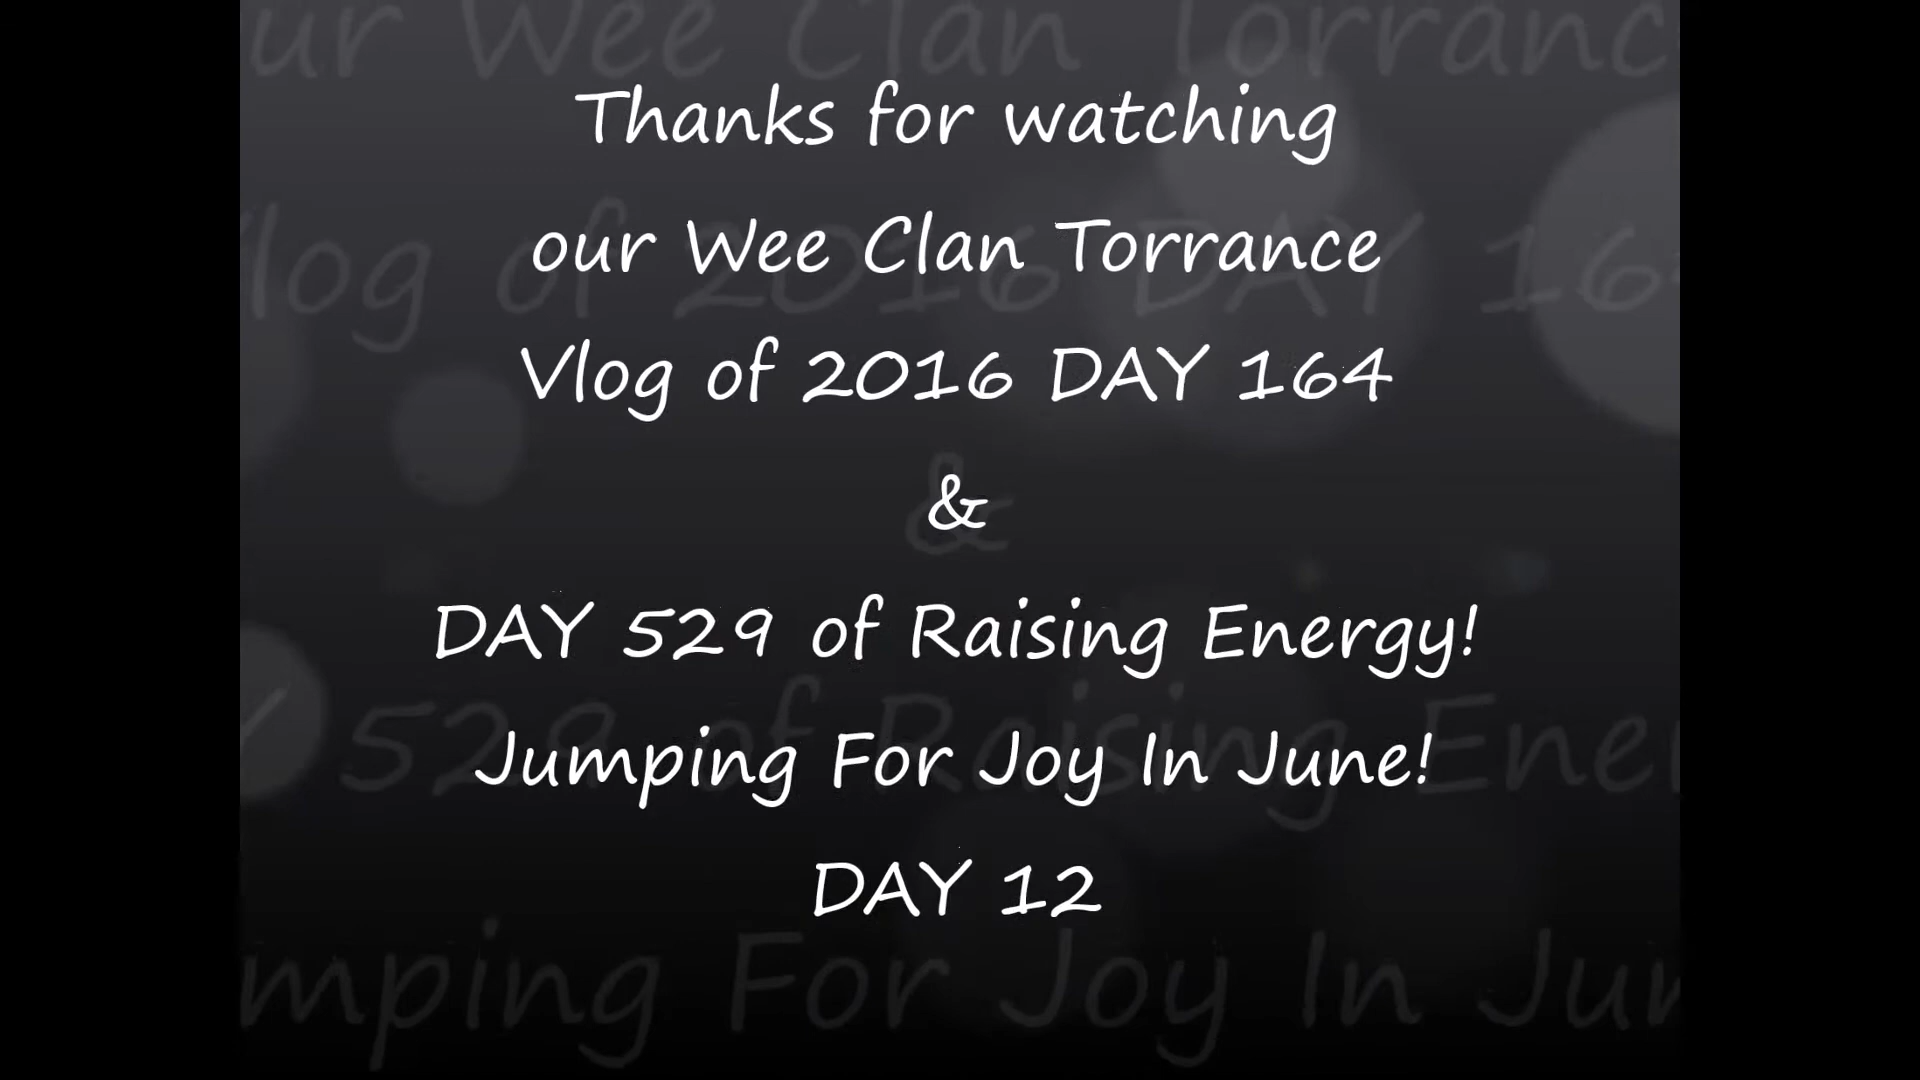 Thanks for watching
our Wee Clan Torrance
Vlog of 2016 DAY 164
&
DAY 529 of Raising Energy!
Jumping For Joy In June!
DAY 12